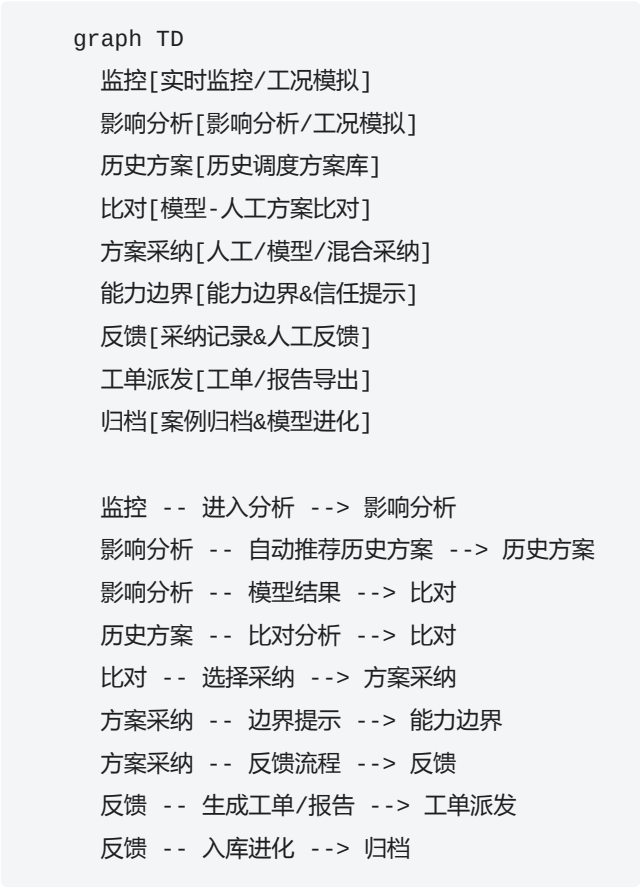 graph TD
监控[实时监控/工况模拟]
影响分析[影响分析/工况模拟]
历史方案[历史调度方案库]
比对[模型-人工方案比对]
方案采纳[人工/模型/混合采纳]
能力边界[能力边界&信任提示]
反馈[采纳记录&人工反馈]
工单派发[工单/报告导出]
归档[案例归档&模型进化]
监控 -- 进入分析 --> 影响分析
影响分析 -- 自动推荐历史方案 --> 历史方案
影响分析 -- 模型结果 --> 比对
历史方案 -- 比对分析 --> 比对
比对 -- 选择采纳 --> 方案采纳
方案采纳 -- 边界提示 --> 能力边界
方案采纳 -- 反馈流程 --> 反馈
反馈 -- 生成工单/报告 --> 工单派发
反馈 -- 入库进化 --> 归档